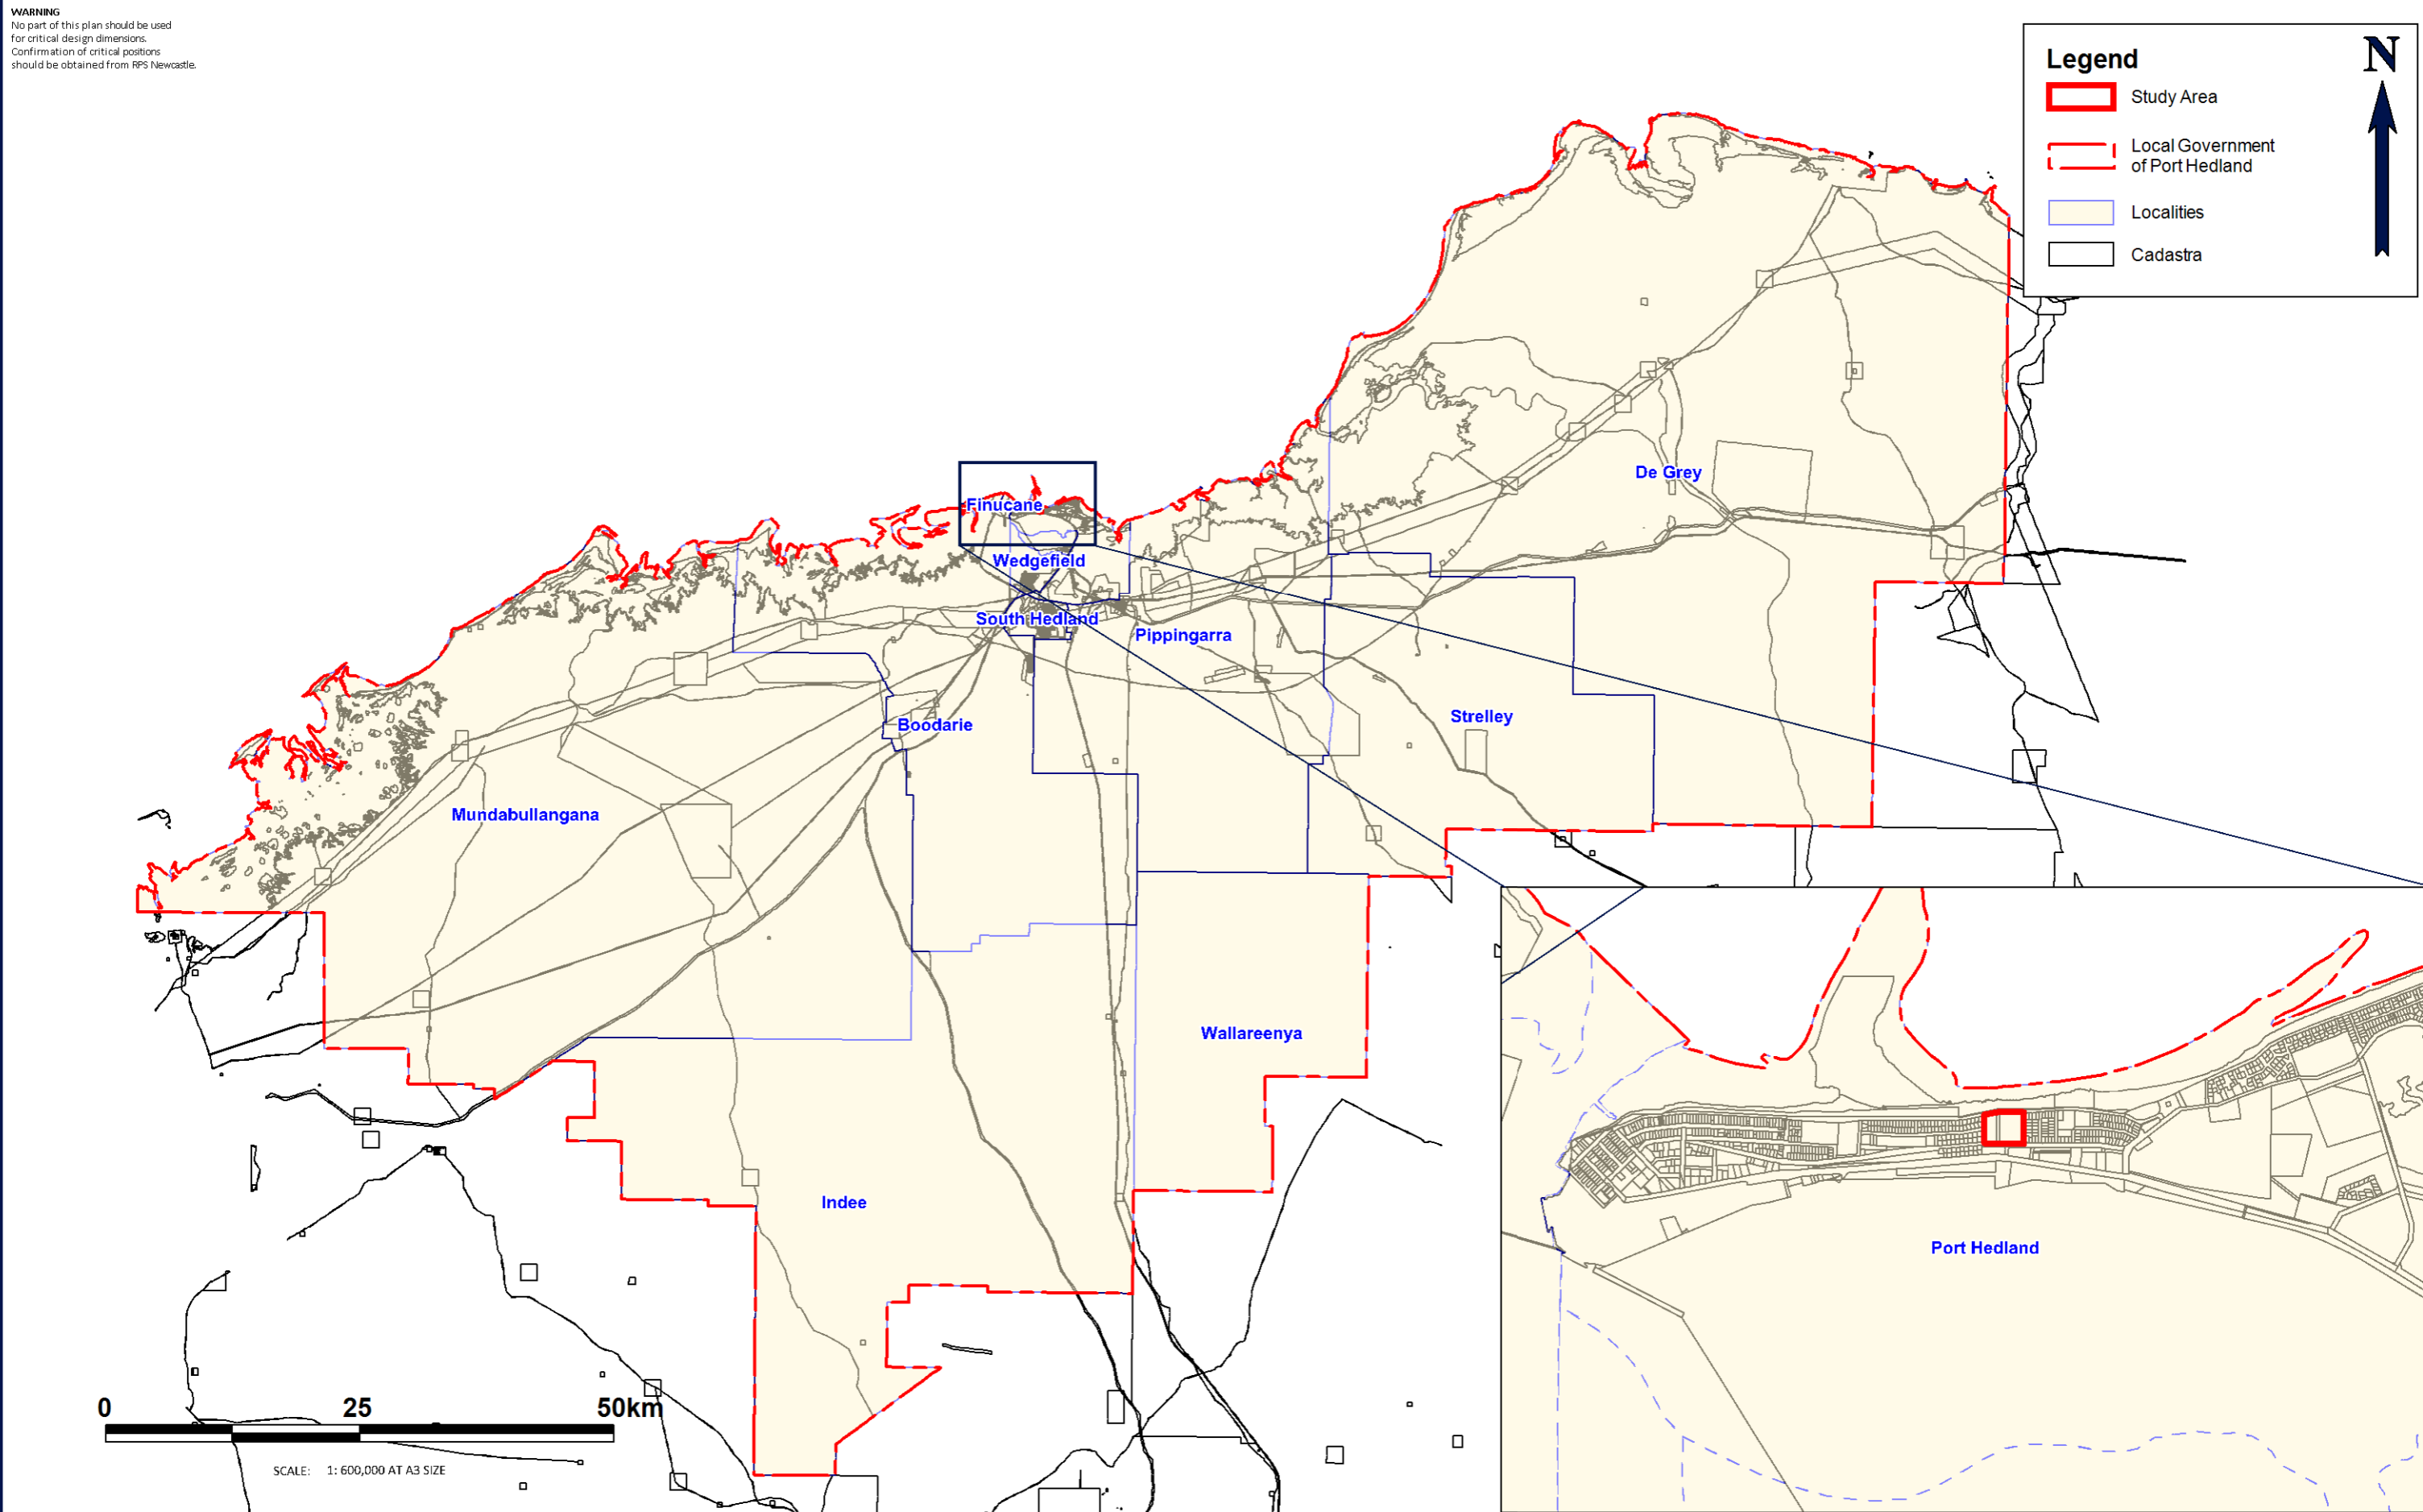 WARNING
No part of this plan should be used
for critical design dimensions.
Confirmation of critical positions
should be obtained from RPS Newcastle.
Legend
N
Study Area
Local Government
of Port Hedland
Localities
Cadastra
De Grey
Finucane
Wedgefield
South Hedland
Pippingarra
Strelley
Boodarie
Mundabullangana
Wallareenya
Indee
Port Hedland
0 25 50km
SCALE: 1: 600,000 AT A3 SIZE